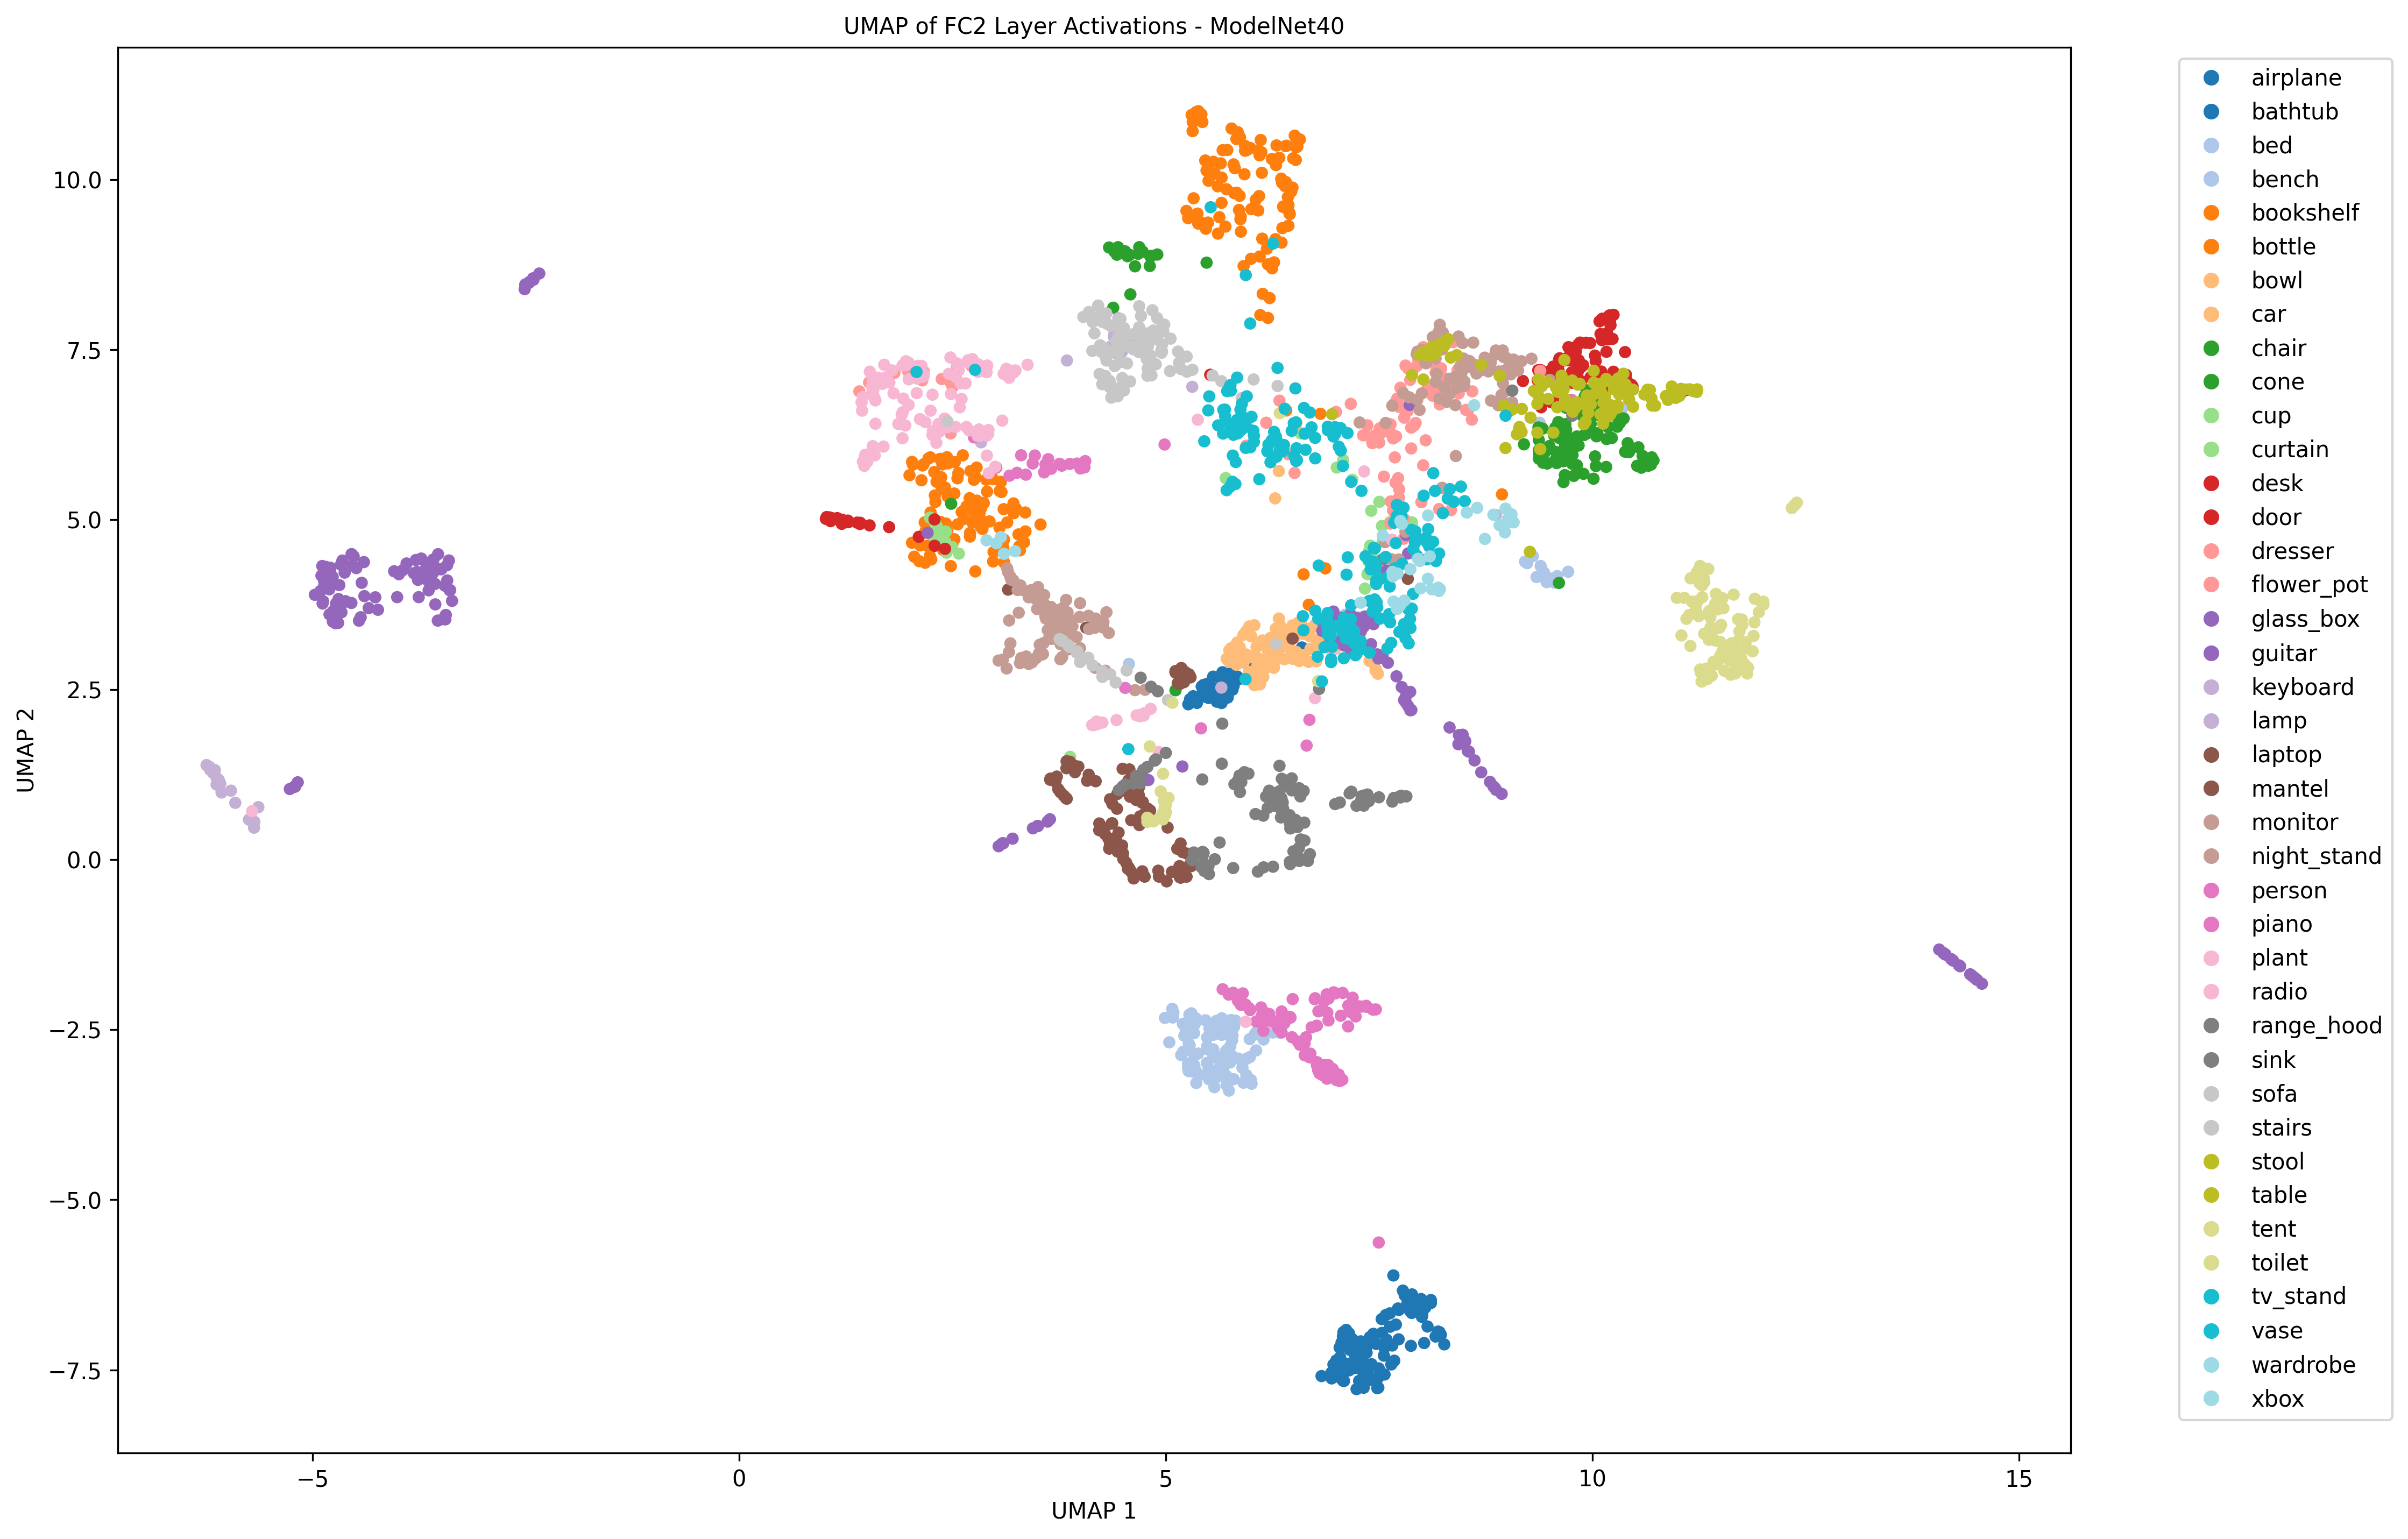 UMAP of FC2 Layer Activations - ModelNet40
UMAP 2
10.0
7.5
5.0
2.5
0.0
−2.5
−5.0
−7.5
−5
0
5
10
15
UMAP 1
airplane
bathtub
bed
bench
bookshelf
bottle
bowl
car
chair
cone
cup
curtain
desk
door
dresser
flower_pot
glass_box
guitar
keyboard
lamp
laptop
mantel
monitor
night_stand
person
piano
plant
radio
range_hood
sink
sofa
stairs
stool
table
tent
toilet
tv_stand
vase
wardrobe
xbox